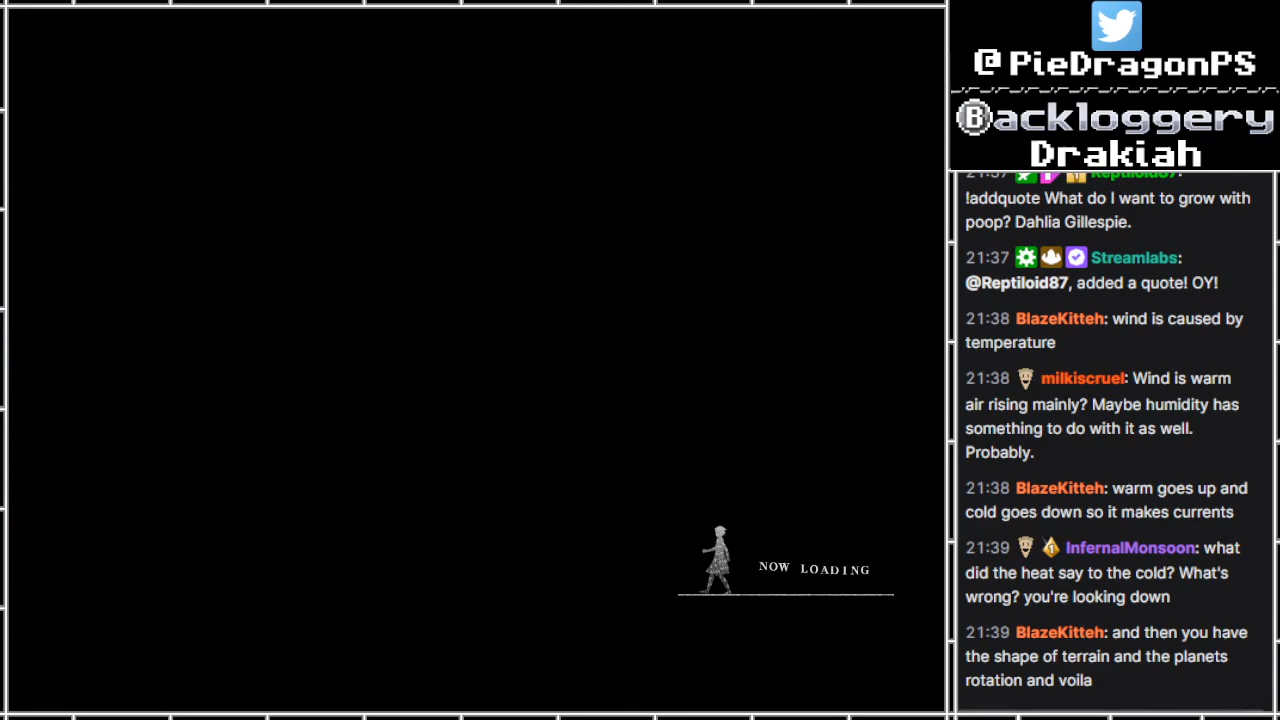 @PieDragonPS
Backloggery
Drakiah
21:37 Reptiloid87:
!addquote What do I want to grow with
poop? Dahlia Gillespie.
21:37 Streamlabs:
@Reptiloid87, added a quote! OY!
21:38 BlazeKitteh: wind is caused by
temperature
21:38 milkiscruel: Wind is warm
air rising mainly? Maybe humidity has
something to do with it as well.
Probably.
21:38 BlazeKitteh: warm goes up and
cold goes down so it makes currents
21:39 InfernalMonsoon: what
did the heat say to the cold? What's
wrong? you're looking down
21:39 BlazeKitteh: and then you have
the shape of terrain and the planets
rotation and voila
NOW LOADING